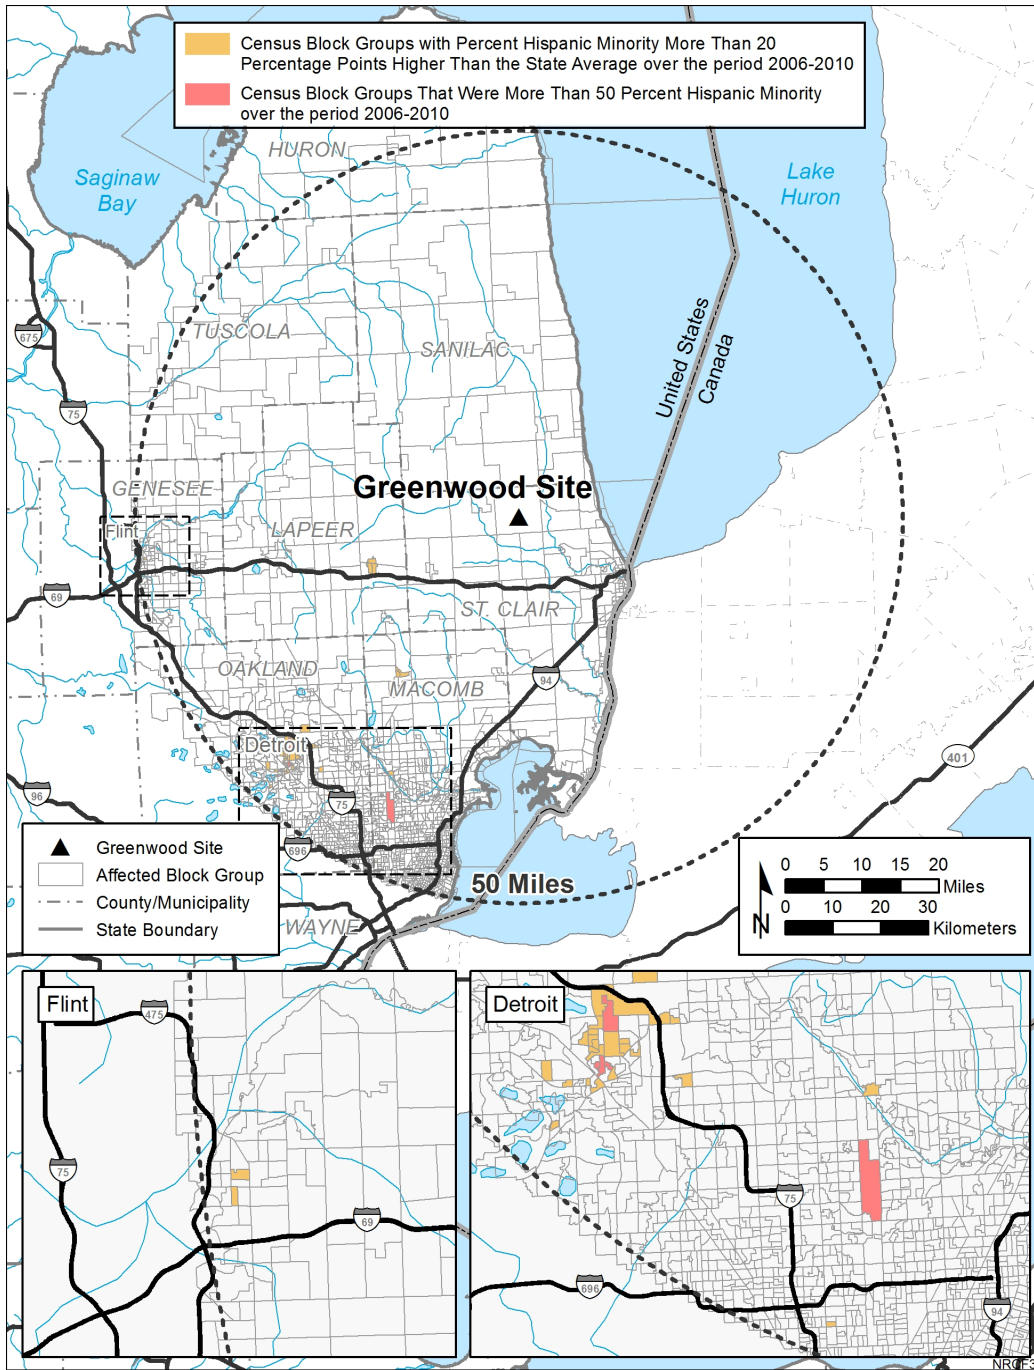 Census Block Groups with Percent Hispanic Minority More Than 20
Percentage Points Higher Than the State Average over the period 2006-2010
Census Block Groups That Were More Than 50 Percent Hispanic Minority
over the period 2006-2010
HURON
Saginaw
Bay
Lake
Huron
TUSCOLA
SANILAC
United States
Canada
675
75
GENESEE
Greenwood Site
Flint
LAPEER
69
ST. CLAIR
OAKLAND
MACOMB
94
Detroit
401
96
75
696
Greenwood Site
Affected Block Group
County/Municipality
State Boundary
50 Miles
WAYNE
0 5 10 15 20
Miles
N
0 10 20 30
Kilometers
Flint
475
75
69
Detroit
75
696
94